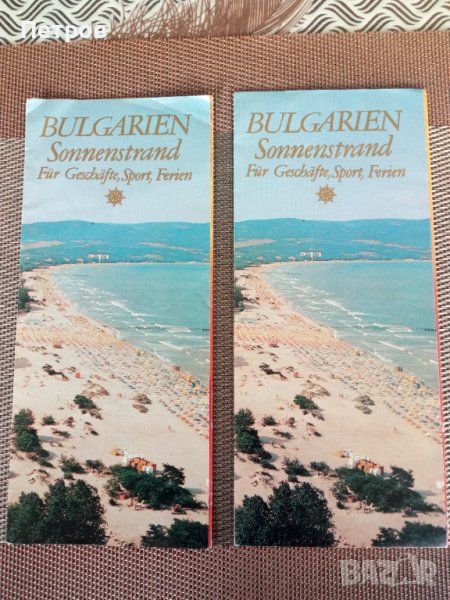 Петров
BULGARIEN
Sonnenstrand
Für Geschäfte, Sport, Ferien
BULGARIEN
Sonnenstrand
Für Geschäfte, Sport, Ferien
BAZAR